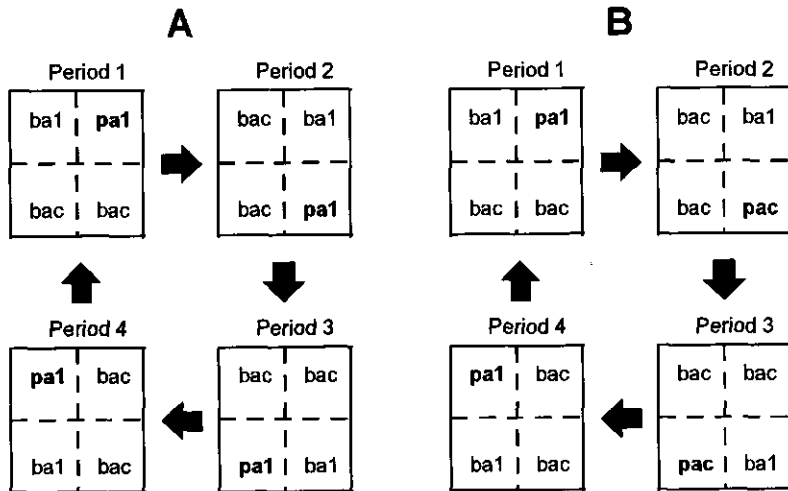 A B
Period 1 Period 2 Period 1 Period 2
ba1 pa1 bac ba1 ba1 pa1 bac ba1
bac bac bac pa1 bac bac bac pac
Period 4 Period 3 Period 4 Period 3
pa1 bac bac bac pa1 bac bac bac
ba1 bac pa1 ba1 ba1 bac pac ba1